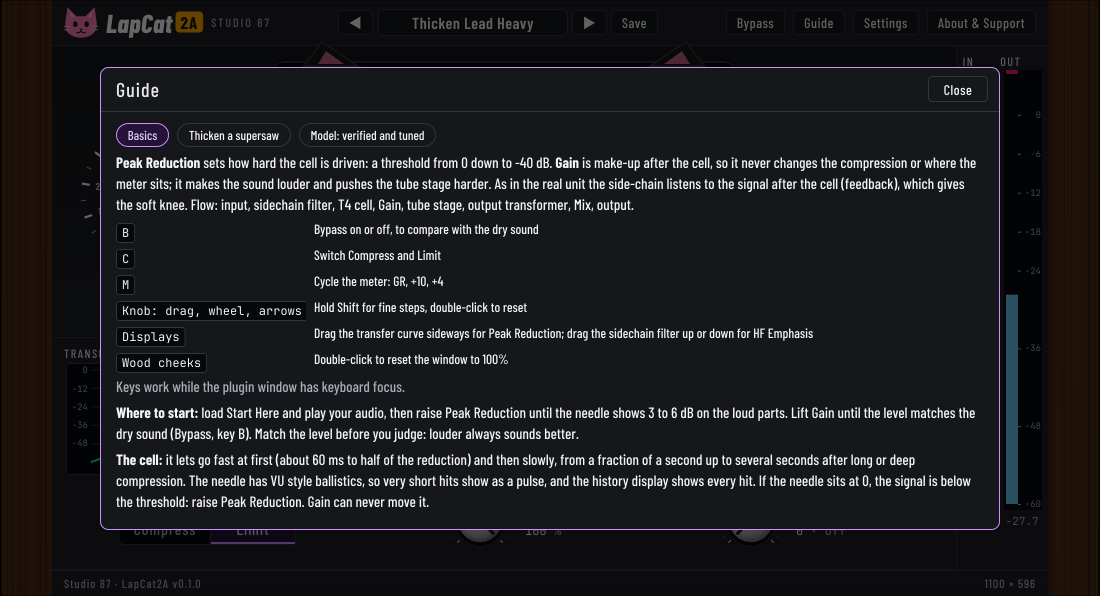 LapCat 2A STUDIO 87
Thicken Lead Heavy
Save
Bypass
Guide
Settings
About & Support
IN OUT
Guide
Close
Basics
Thicken a supersaw
Model: verified and tuned
Peak Reduction sets how hard the cell is driven: a threshold from 0 down to -40 dB. Gain is make-up after the cell, so it never changes the compression or where the
meter sits; it makes the sound louder and pushes the tube stage harder. As in the real unit the side-chain listens to the signal after the cell (feedback), which gives
the soft knee. Flow: input, sidechain filter, T4 cell, Gain, tube stage, output transformer, Mix, output.
B Bypass on or off, to compare with the dry sound
C Switch Compress and Limit
M Cycle the meter: GR, +10, +4
Knob: drag, wheel, arrows Hold Shift for fine steps, double-click to reset
Displays Drag the transfer curve sideways for Peak Reduction; drag the sidechain filter up or down for HF Emphasis
Wood cheeks Double-click to reset the window to 100%
Keys work while the plugin window has keyboard focus.
Where to start: load Start Here and play your audio, then raise Peak Reduction until the needle shows 3 to 6 dB on the loud parts. Lift Gain until the level matches the
dry sound (Bypass, key B). Match the level before you judge: louder always sounds better.
The cell: it lets go fast at first (about 60 ms to half of the reduction) and then slowly, from a fraction of a second up to several seconds after long or deep
compression. The needle has VU style ballistics, so very short hits show as a pulse, and the history display shows every hit. If the needle sits at 0, the signal is below
the threshold: raise Peak Reduction. Gain can never move it.
TRANS
0
-12
-24
-36
-48
0
-6
-12
-18
-24
-36
-48
-60
-27.7
Compress
Limit
100 %
0 · Off
Studio 87 · LapCat2A v0.1.0
1100 × 596